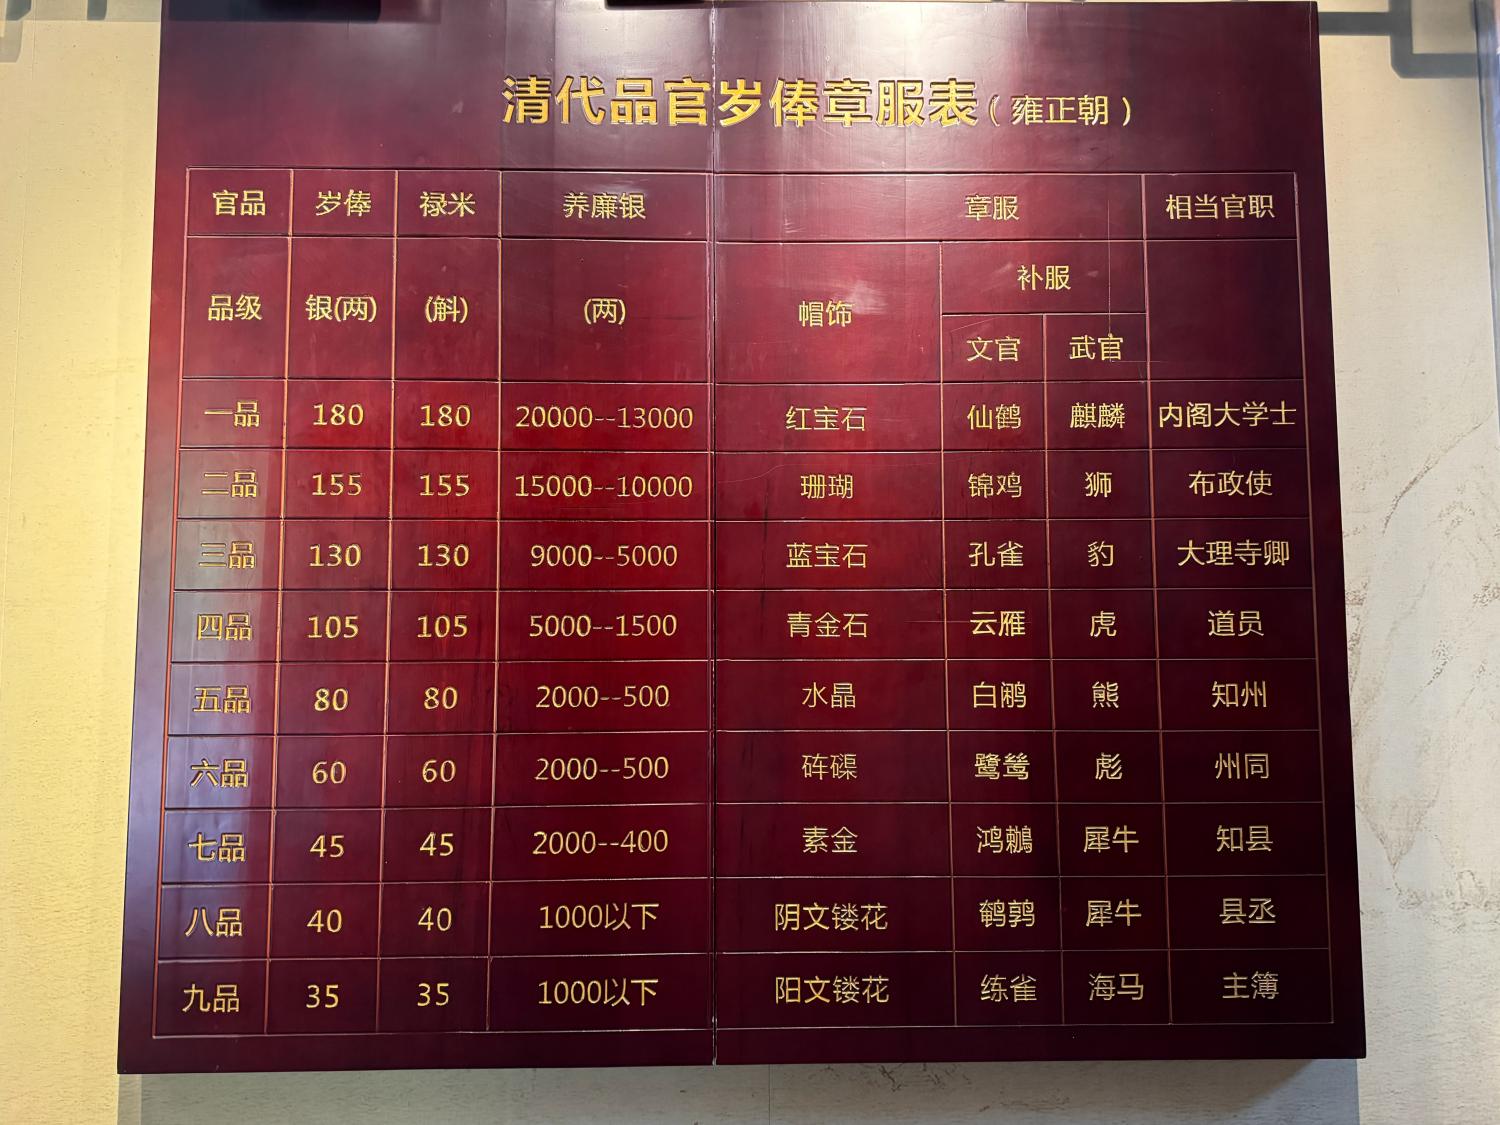 清代品官岁俸章服表（雍正朝）
官品 岁俸 禄米 养廉银 章服 相当官职
品级 银(两) (斛) (两) 帽饰 补服
文官 武官
一品 180 180 20000--13000 红宝石 仙鹤 麒麟 内阁大学士
二品 155 155 15000--10000 珊瑚 锦鸡 狮 布政使
三品 130 130 9000--5000 蓝宝石 孔雀 豹 大理寺卿
四品 105 105 5000--1500 青金石 云雁 虎 道员
五品 80 80 2000--500 水晶 白鹇 熊 知州
六品 60 60 2000--500 砗磲 鹭鸶 彪 州同
七品 45 45 2000--400 素金 鸿鶒 犀牛 知县
八品 40 40 1000以下 阴文镂花 鹌鹑 犀牛 县丞
九品 35 35 1000以下 阳文镂花 练雀 海马 主簿